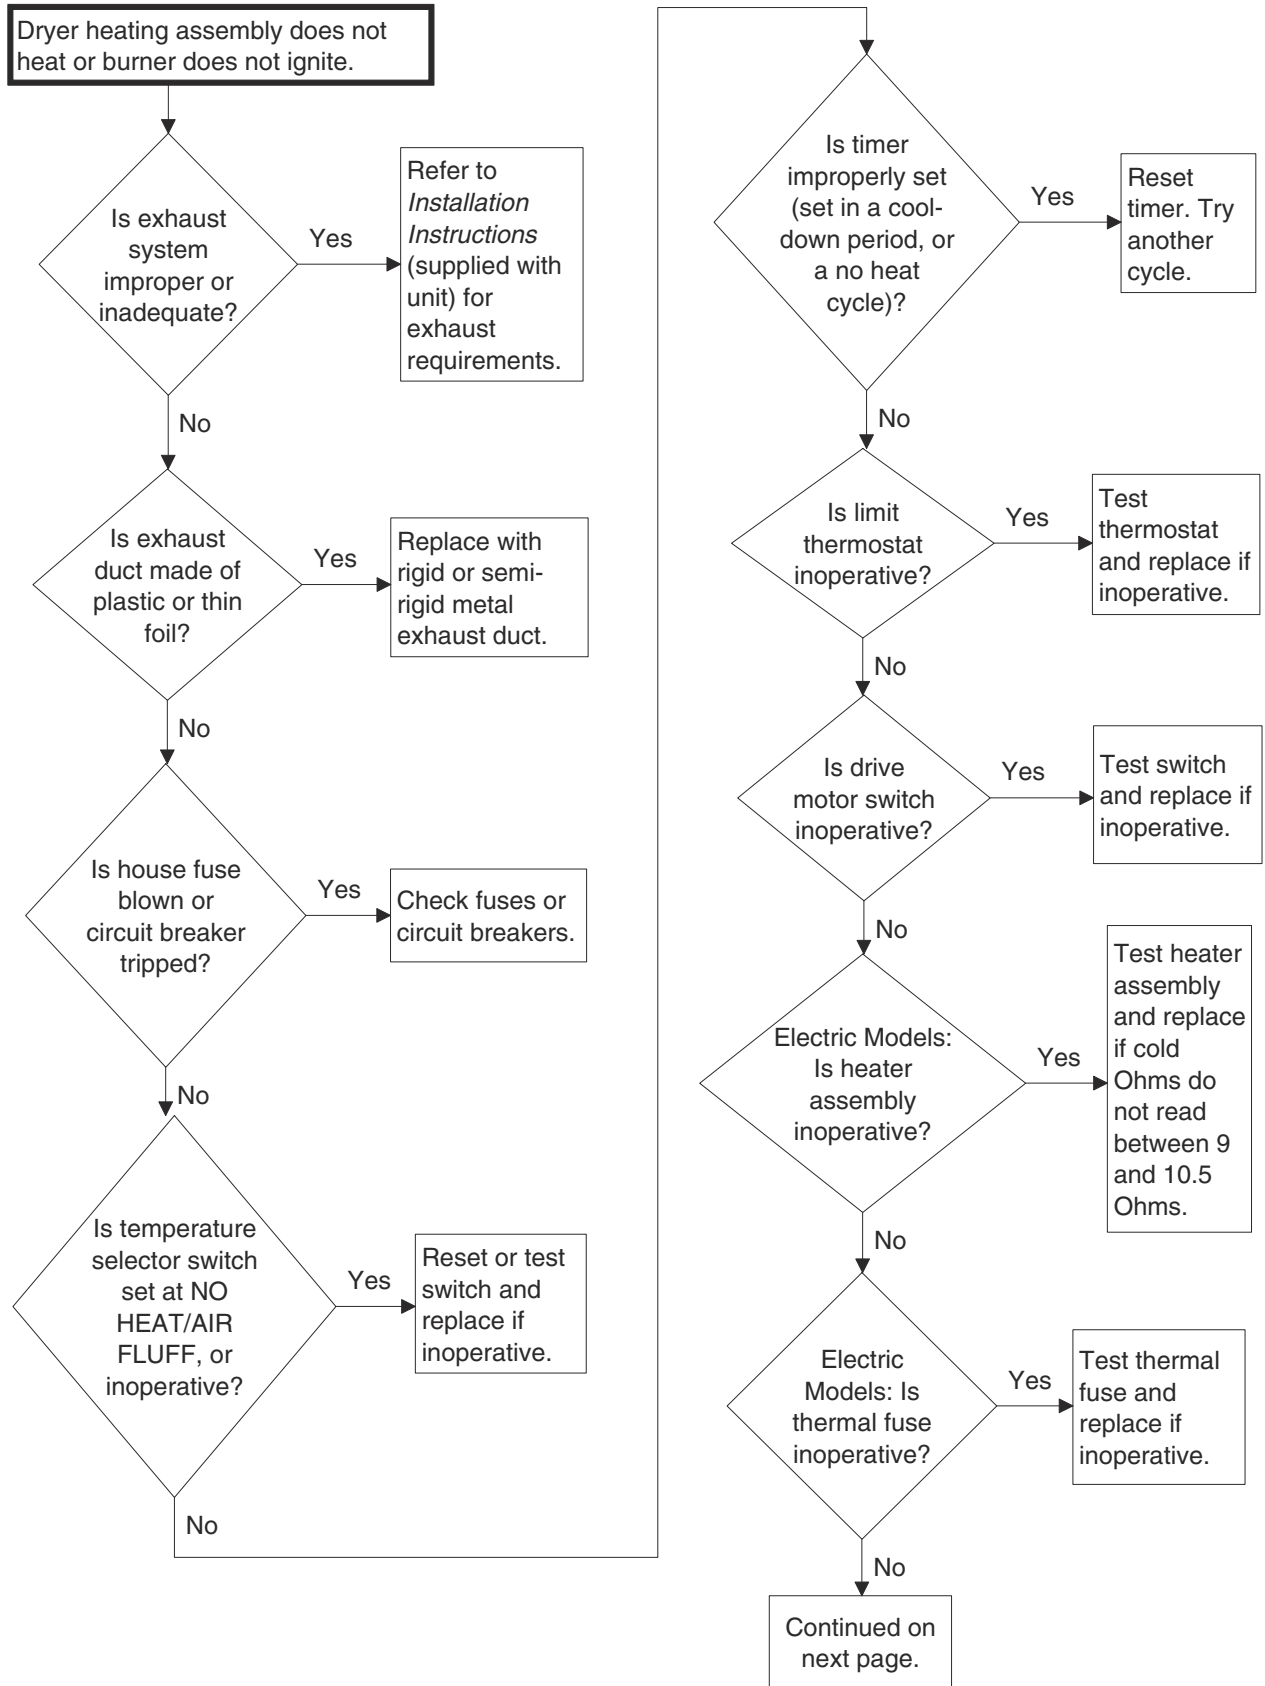 Dryer heating assembly does not
heat or burner does not ignite.
Is exhaust
system
improper or
inadequate?
Yes
Refer to
Installation
Instructions
(supplied with
unit) for
exhaust
requirements.
No
Is exhaust
duct made of
plastic or thin
foil?
Yes
Replace with
rigid or semi-
rigid metal
exhaust duct.
No
Is house fuse
blown or
circuit breaker
tripped?
Yes
Check fuses or
circuit breakers.
No
Is temperature
selector switch
set at NO
HEAT/AIR
FLUFF, or
inoperative?
Yes
Reset or test
switch and
replace if
inoperative.
No
Is timer
improperly set
(set in a cool-
down period, or
a no heat
cycle)?
Yes
Reset
timer. Try
another
cycle.
No
Is limit
thermostat
inoperative?
Yes
Test
thermostat
and replace if
inoperative.
No
Is drive
motor switch
inoperative?
Yes
Test switch
and replace if
inoperative.
No
Electric Models:
Is heater
assembly
inoperative?
Yes
Test heater
assembly
and replace
if cold
Ohms do
not read
between 9
and 10.5
Ohms.
No
Electric
Models: Is
thermal fuse
inoperative?
Yes
Test thermal
fuse and
replace if
inoperative.
No
Continued on
next page.